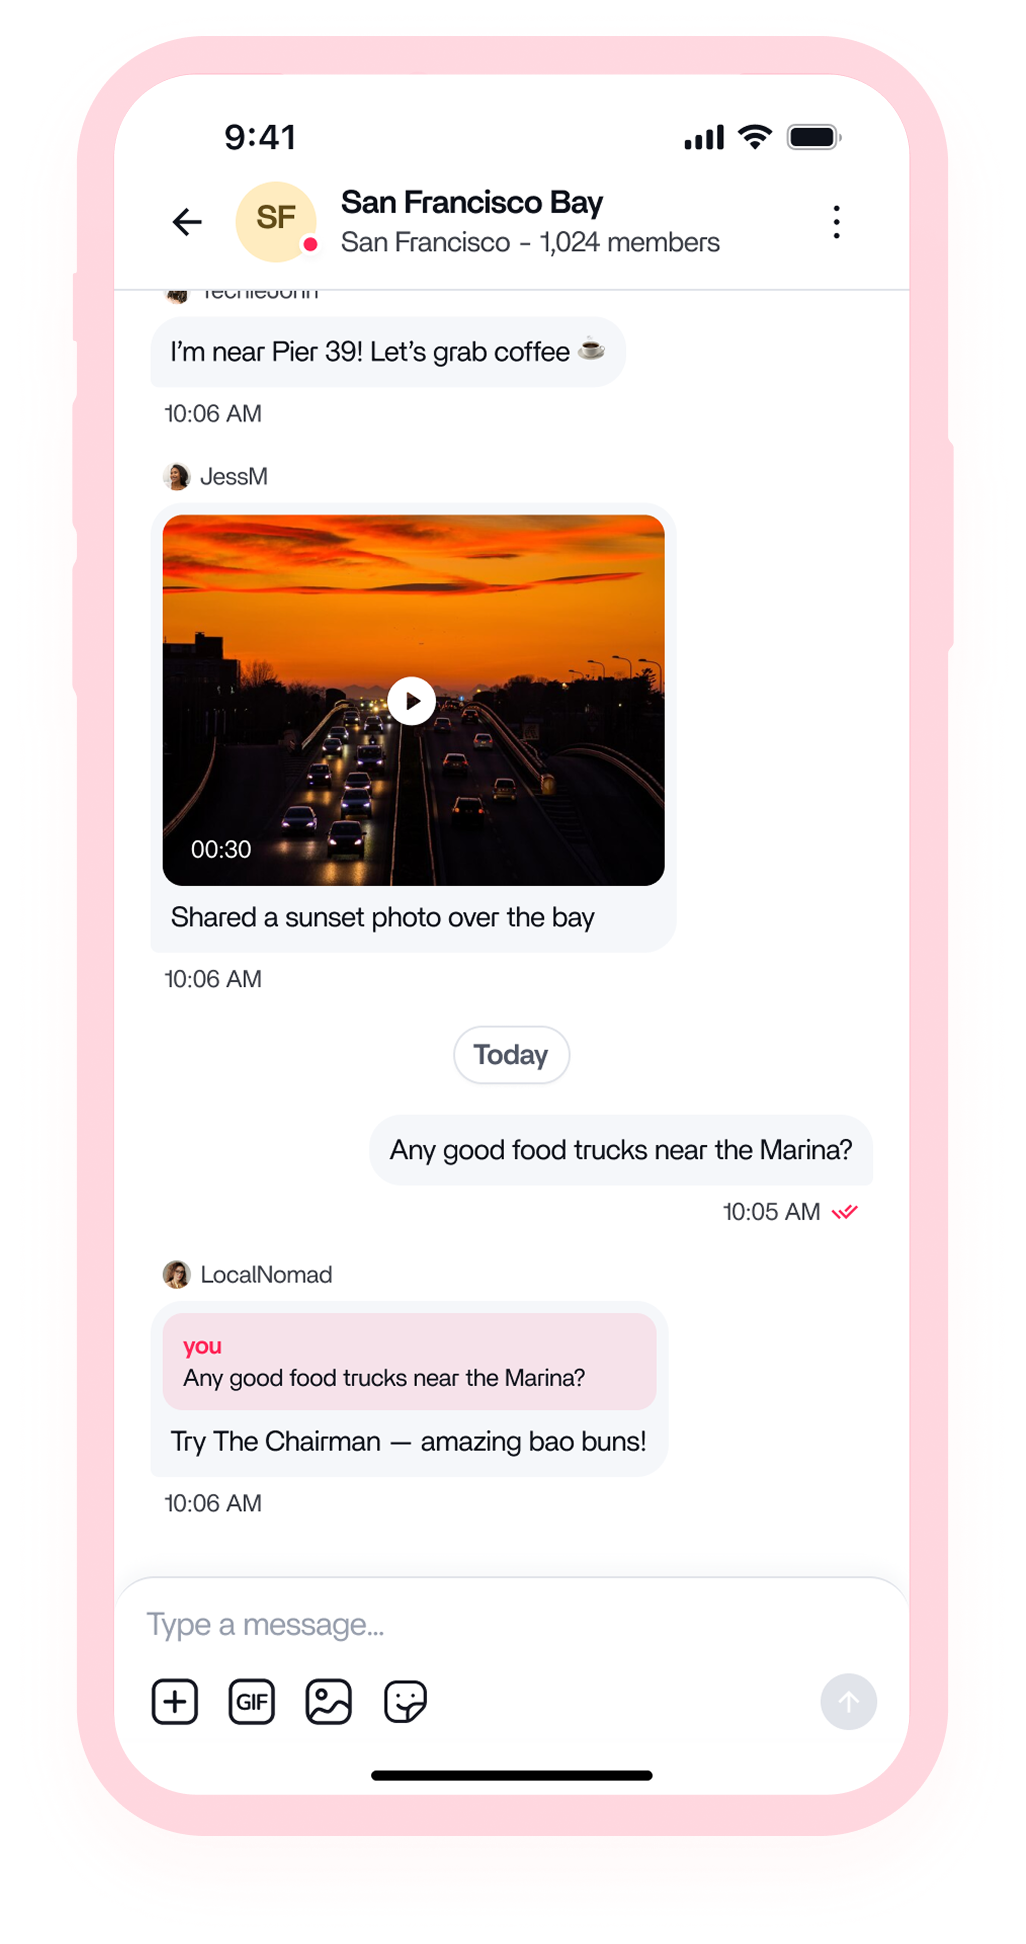 9:41
SF
San Francisco Bay
San Francisco - 1,024 members
TechieJohn
I'm near Pier 39! Let's grab coffee ☕
10:06 AM
JessM
00:30
Shared a sunset photo over the bay
10:06 AM
Today
Any good food trucks near the Marina?
10:05 AM
LocalNomad
you
Any good food trucks near the Marina?
Try The Chairman — amazing bao buns!
10:06 AM
Type a message...
GIF